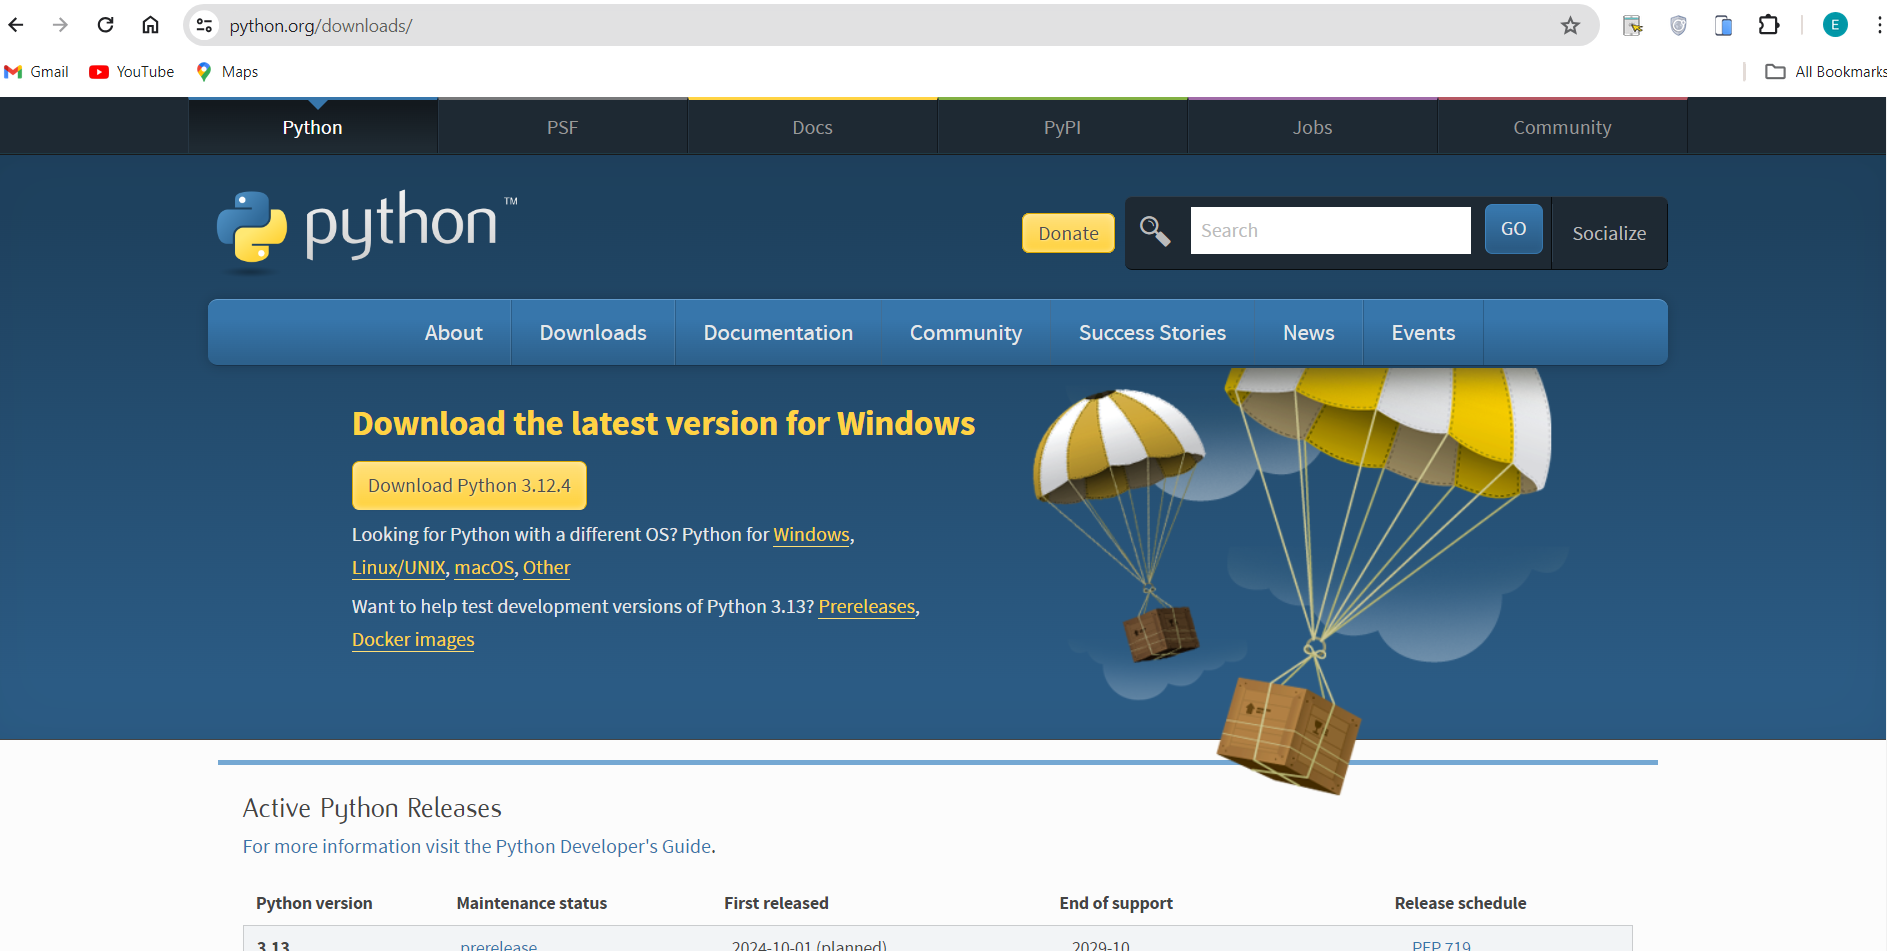 python.org/downloads/
E
Gmail
YouTube
Maps
All Bookmarks
Python
PSF
Docs
PyPI
Jobs
Community
python™
Donate
Search
GO
Socialize
About
Downloads
Documentation
Community
Success Stories
News
Events
Download the latest version for Windows
Download Python 3.12.4
Looking for Python with a different OS? Python for Windows,
Linux/UNIX, macOS, Other
Want to help test development versions of Python 3.13? Prereleases,
Docker images
Active Python Releases
For more information visit the Python Developer's Guide.
Python version Maintenance status First released End of support Release schedule
3.13 prerelease 2024-10-01 (planned) 2029-10 PEP 719